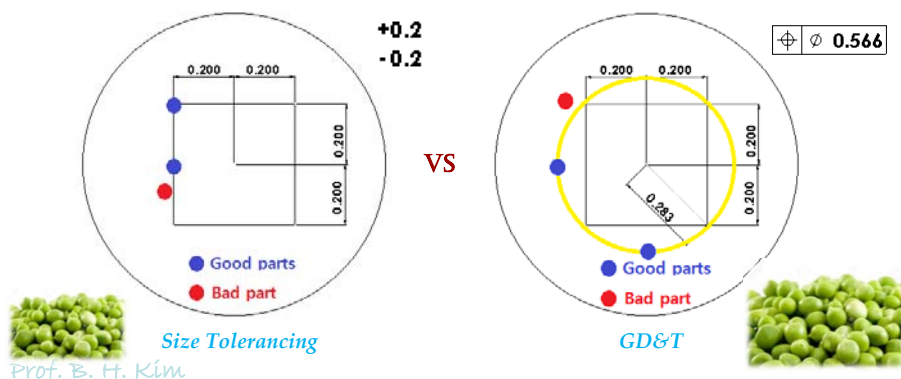 +0.2
-0.2
0.200 0.200
0.200
0.200
Good parts
Bad part
Size Tolerancing
Prof. B. H. Kim
VS
⌖ ⌀ 0.566
0.200 0.200
0.200
0.200
0.283
Good parts
Bad part
GD&T